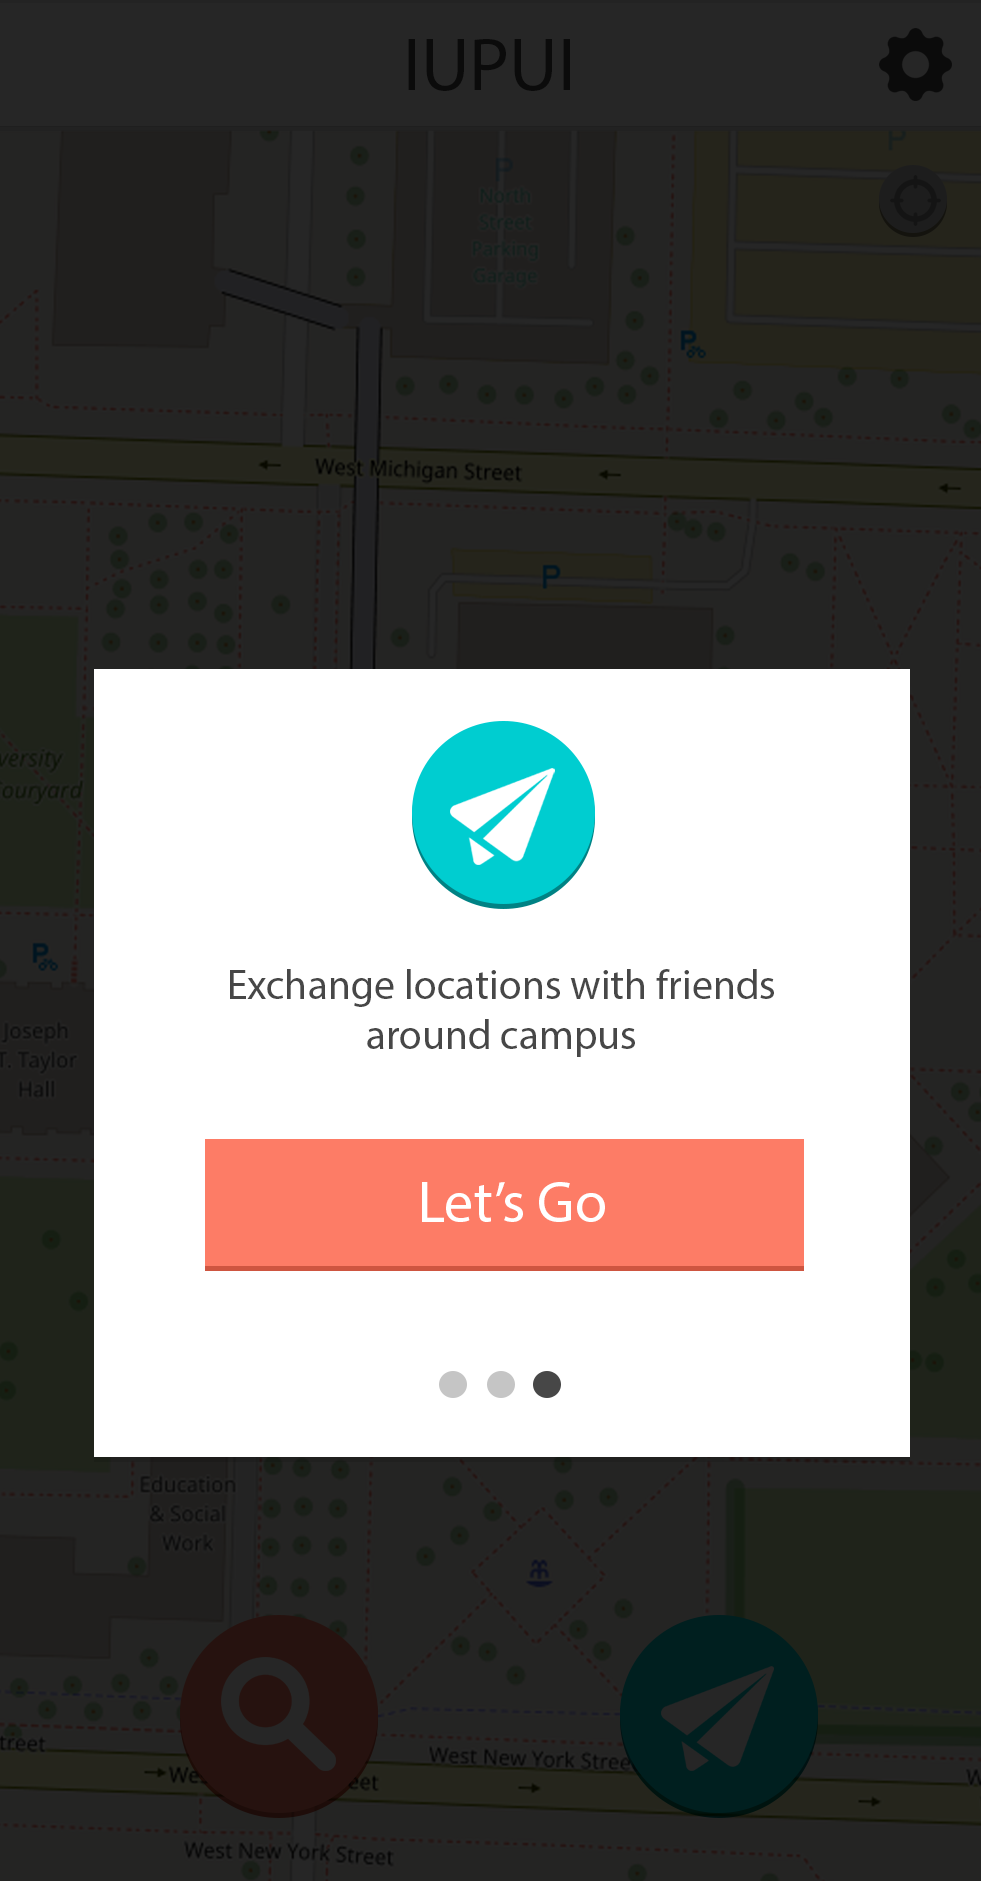 IUPUI
P
P
North
Street
Parking
Garage
P
West Michigan Street
P
versity
ouryard
Exchange locations with friends
around campus
P
Joseph
T. Taylor
Hall
Let’s Go
Education
& Social
Work
treet
West New York Stree
We
eet
W
West New York Street